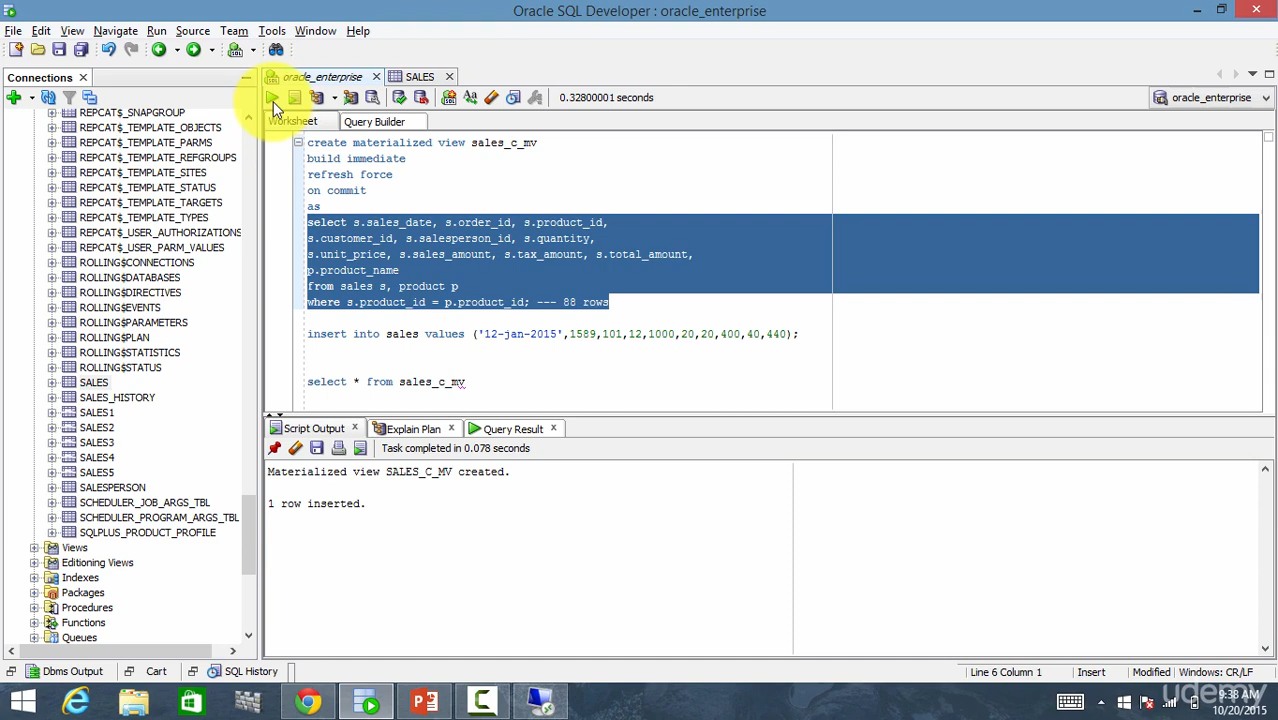 Oracle SQL Developer : oracle_enterprise
File Edit View Navigate Run Source Team Tools Window Help
Connections
oracle_enterprise
SALES
0.32800001 seconds
oracle_enterprise
Worksheet
Query Builder
REPCAT$_SNAPGROUP
REPCAT$_TEMPLATE_OBJECTS
REPCAT$_TEMPLATE_PARMS
REPCAT$_TEMPLATE_REFGROUPS
REPCAT$_TEMPLATE_SITES
REPCAT$_TEMPLATE_STATUS
REPCAT$_TEMPLATE_TARGETS
REPCAT$_TEMPLATE_TYPES
REPCAT$_USER_AUTHORIZATIONS
REPCAT$_USER_PARM_VALUES
ROLLING$CONNECTIONS
ROLLING$DATABASES
ROLLING$DIRECTIVES
ROLLING$EVENTS
ROLLING$PARAMETERS
ROLLING$PLAN
ROLLING$STATISTICS
ROLLING$STATUS
SALES
SALES_HISTORY
SALES1
SALES2
SALES3
SALES4
SALES5
SALESPERSON
SCHEDULER_JOB_ARGS_TBL
SCHEDULER_PROGRAM_ARGS_TBL
SQLPLUS_PRODUCT_PROFILE
Views
Editioning Views
Indexes
Packages
Procedures
Functions
Queues
create materialized view sales_c_mv
build immediate
refresh force
on commit
as
select s.sales_date, s.order_id, s.product_id,
s.customer_id, s.salesperson_id, s.quantity,
s.unit_price, s.sales_amount, s.tax_amount, s.total_amount,
p.product_name
from sales s, product p
where s.product_id = p.product_id; --- 88 rows
insert into sales values ('12-jan-2015',1589,101,12,1000,20,20,400,40,440);
select * from sales_c_mv
Script Output
Explain Plan
Query Result
Task completed in 0.078 seconds
Materialized view SALES_C_MV created.
1 row inserted.
Dbms Output
Cart
SQL History
Line 6 Column 1
Insert
Modified
Windows: CR/LF
9:38 AM
10/20/2015
udemy